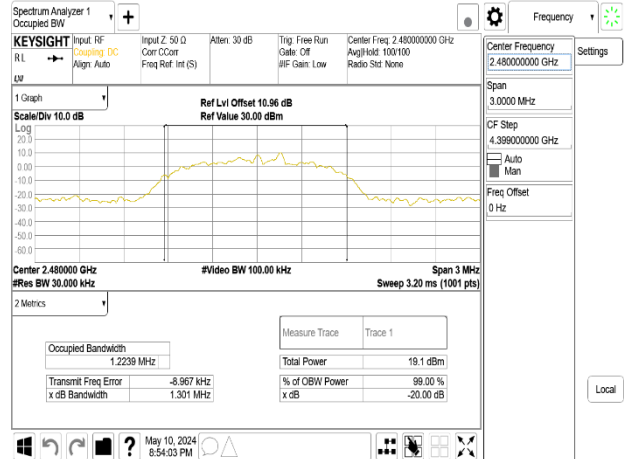 Spectrum Analyzer 1
Occupied BW
Frequency
KEYSIGHT
RL
Input: RF
Coupling: DC
Align: Auto
Input Z: 50 Ω
Corr CCorr
Freq Ref: Int (S)
Atten: 30 dB
Trig: Free Run
Gate: Off
#IF Gain: Low
Center Freq: 2.480000000 GHz
Avg|Hold: 100/100
Radio Std: None
Center Frequency
2.480000000 GHz
Settings
Span
3.0000 MHz
CF Step
4.399000000 GHz
Auto
Man
Freq Offset
0 Hz
Local
1 Graph
Scale/Div 10.0 dB
Ref Lvl Offset 10.96 dB
Ref Value 30.00 dBm
Log
20.0
10.0
0.00
-10.0
-20.0
-30.0
-40.0
-50.0
-60.0
Center 2.480000 GHz
#Res BW 30.000 kHz
#Video BW 100.00 kHz
Span 3 MHz
Sweep 3.20 ms (1001 pts)
2 Metrics
Measure Trace
Trace 1
Occupied Bandwidth
1.2239 MHz
Total Power
19.1 dBm
Transmit Freq Error
-8.967 kHz
% of OBW Power
99.00 %
x dB Bandwidth
1.301 MHz
x dB
-20.00 dB
?
May 10, 2024
8:54:03 PM